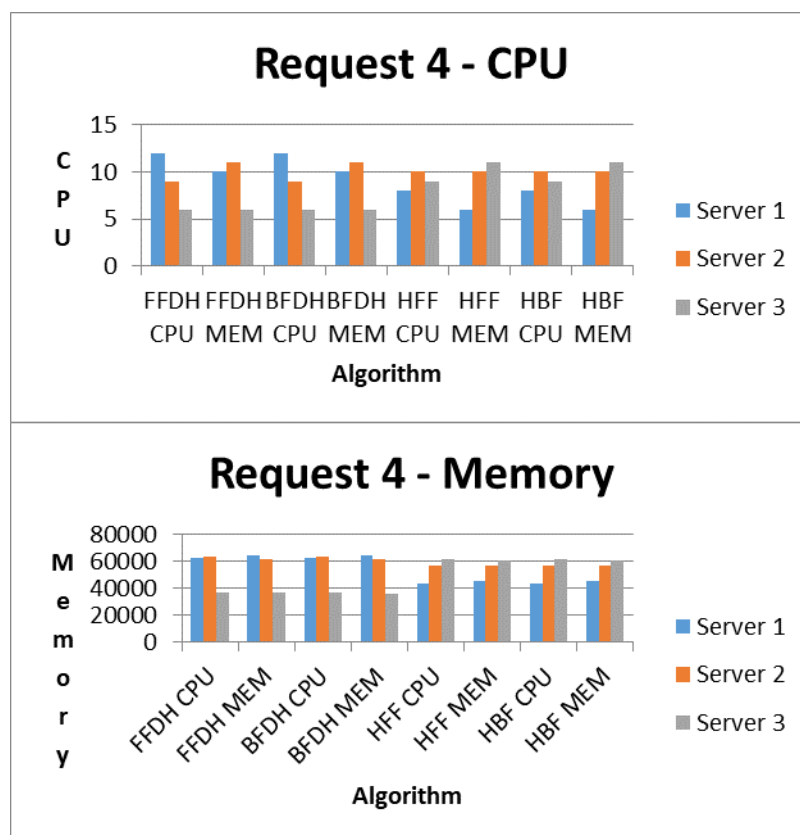 Request 4 - CPU
CPU
15
10
5
0
FFDH FFDH BFDH BFDH HFF HFF HBF HBF
CPU MEM CPU MEM CPU MEM CPU MEM
Algorithm
Server 1
Server 2
Server 3
Request 4 - Memory
Memory
80000
60000
40000
20000
0
FFDH CPU
FFDH MEM
BFDH CPU
BFDH MEM
HFF CPU
HFF MEM
HBF CPU
HBF MEM
Algorithm
Server 1
Server 2
Server 3